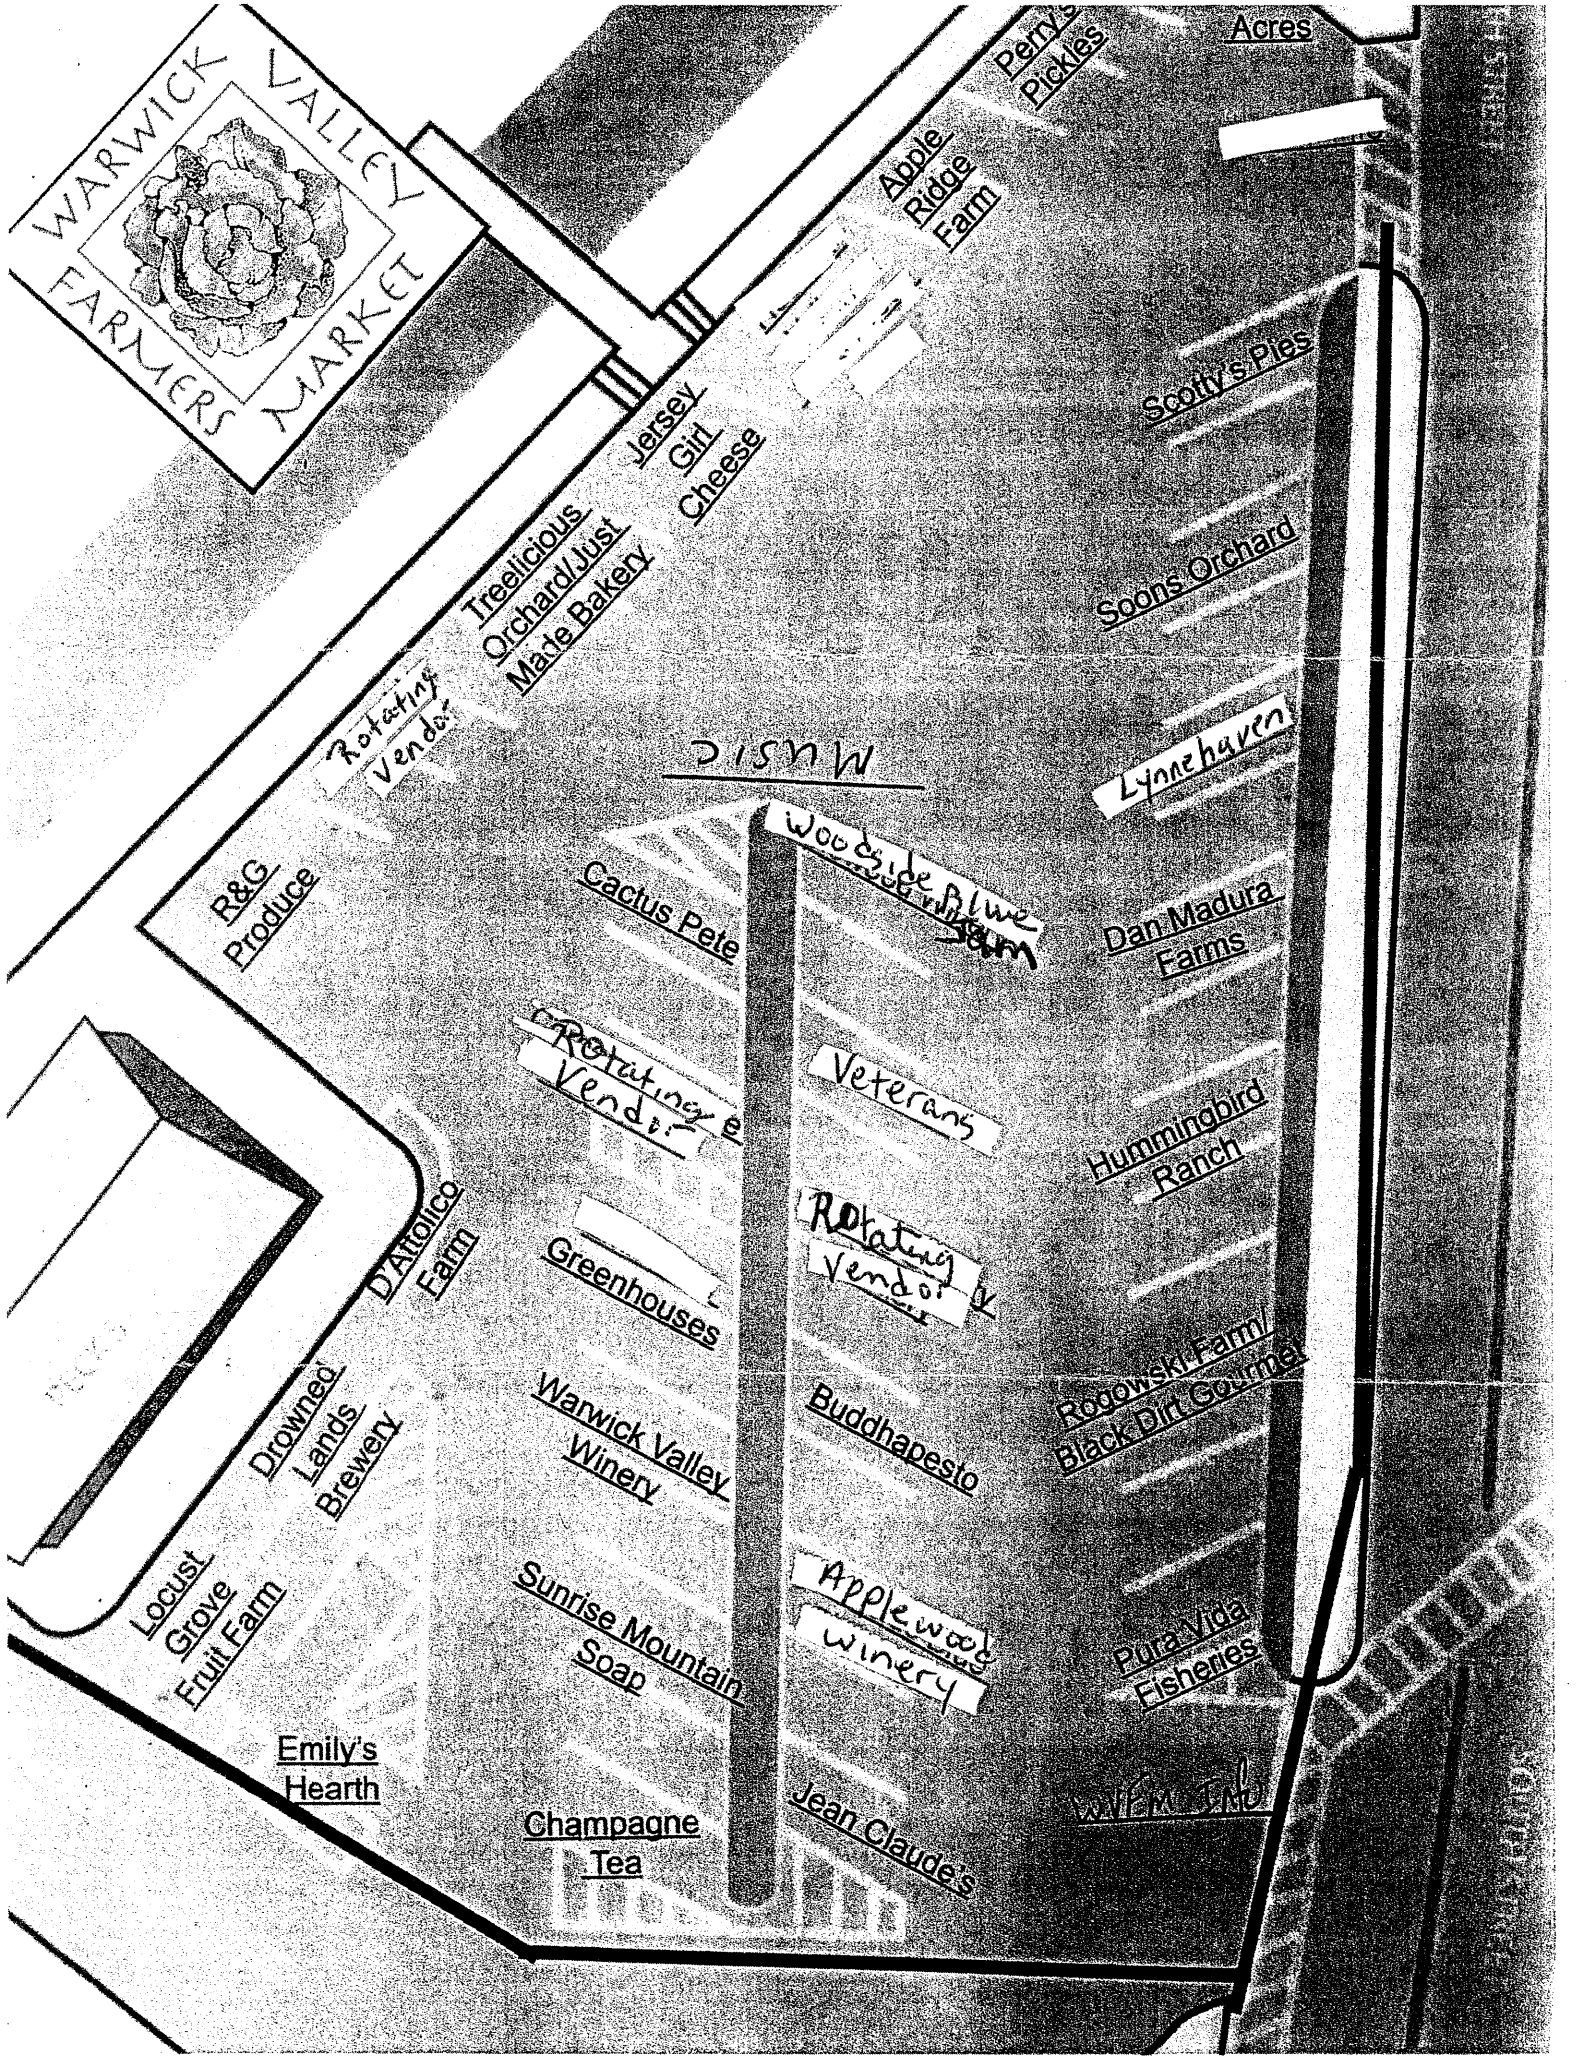 WARWICK
VALLEY
FARMERS
MARKET
Perry's
Pickles
Acres
Apple
Ridge
Farm
Jersey
Girl
Cheese
Treelicious
Orchard/Just
Made Bakery
Rotating
Vendor
R&G
Produce
D'Attolico
Farm
Drowned
Lands
Brewery
Locust
Grove
Fruit Farm
Emily's
Hearth
Music
Cactus Pete
Rotating
Vendor
Greenhouses
Warwick Valley
Winery
Sunrise Mountain
Soap
Champagne
Tea
Woodside Blue
Veterans
Rotating
Vendor
Buddhapesto
Applewood
Winery
Jean Claude's
Scotty's Pies
Soons Orchard
Lynnehaven
Dan Madura
Farms
Hummingbird
Ranch
Rogowski Farm/
Black Dirt Gourmet
Pura Vida
Fisheries
WVFM Info